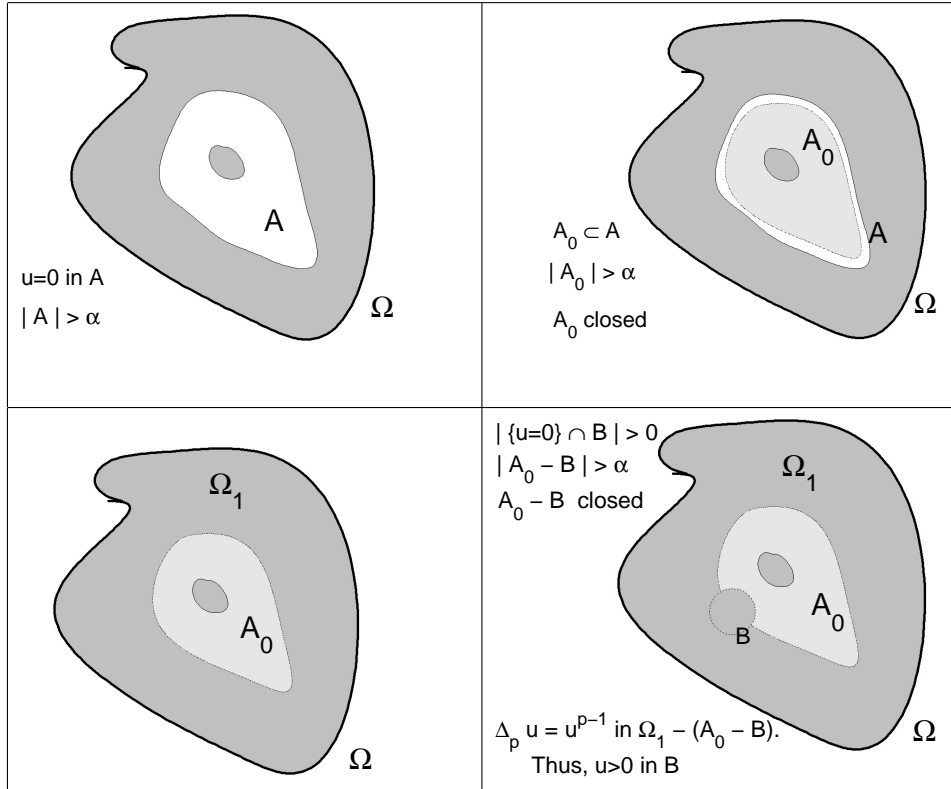 A
u=0 in A
| A | > α
Ω
A₀
A
A₀ ⊂ A
| A₀ | > α
A₀ closed
Ω
Ω₁
A₀
Ω
| {u=0} ∩ B | > 0
| A₀ − B | > α
A₀ − B closed
Ω₁
A₀
B
Δₚ u = uᵖ⁻¹ in Ω₁ − (A₀ − B).
Thus, u>0 in B
Ω